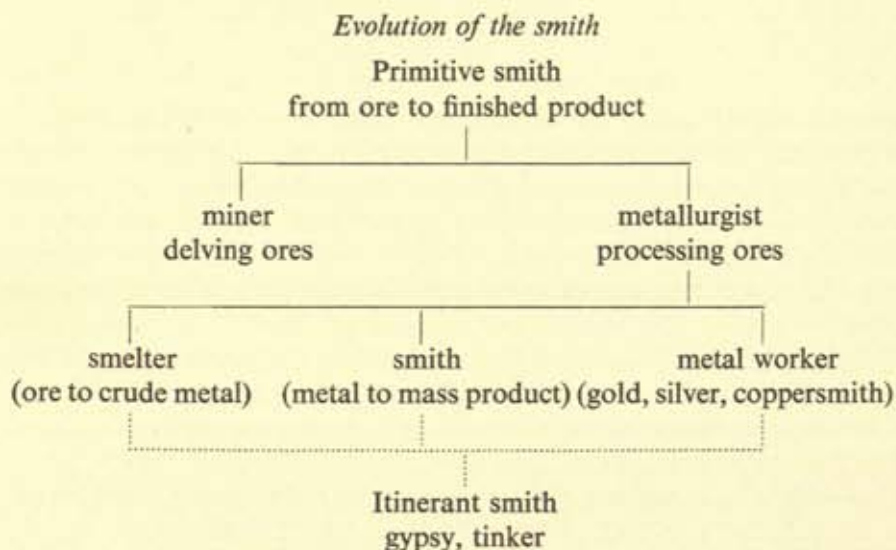 Evolution of the smith
Primitive smith
from ore to finished product
miner
delving ores
metallurgist
processing ores
smelter
(ore to crude metal)
smith
(metal to mass product)
metal worker
(gold, silver, coppersmith)
Itinerant smith
gypsy, tinker